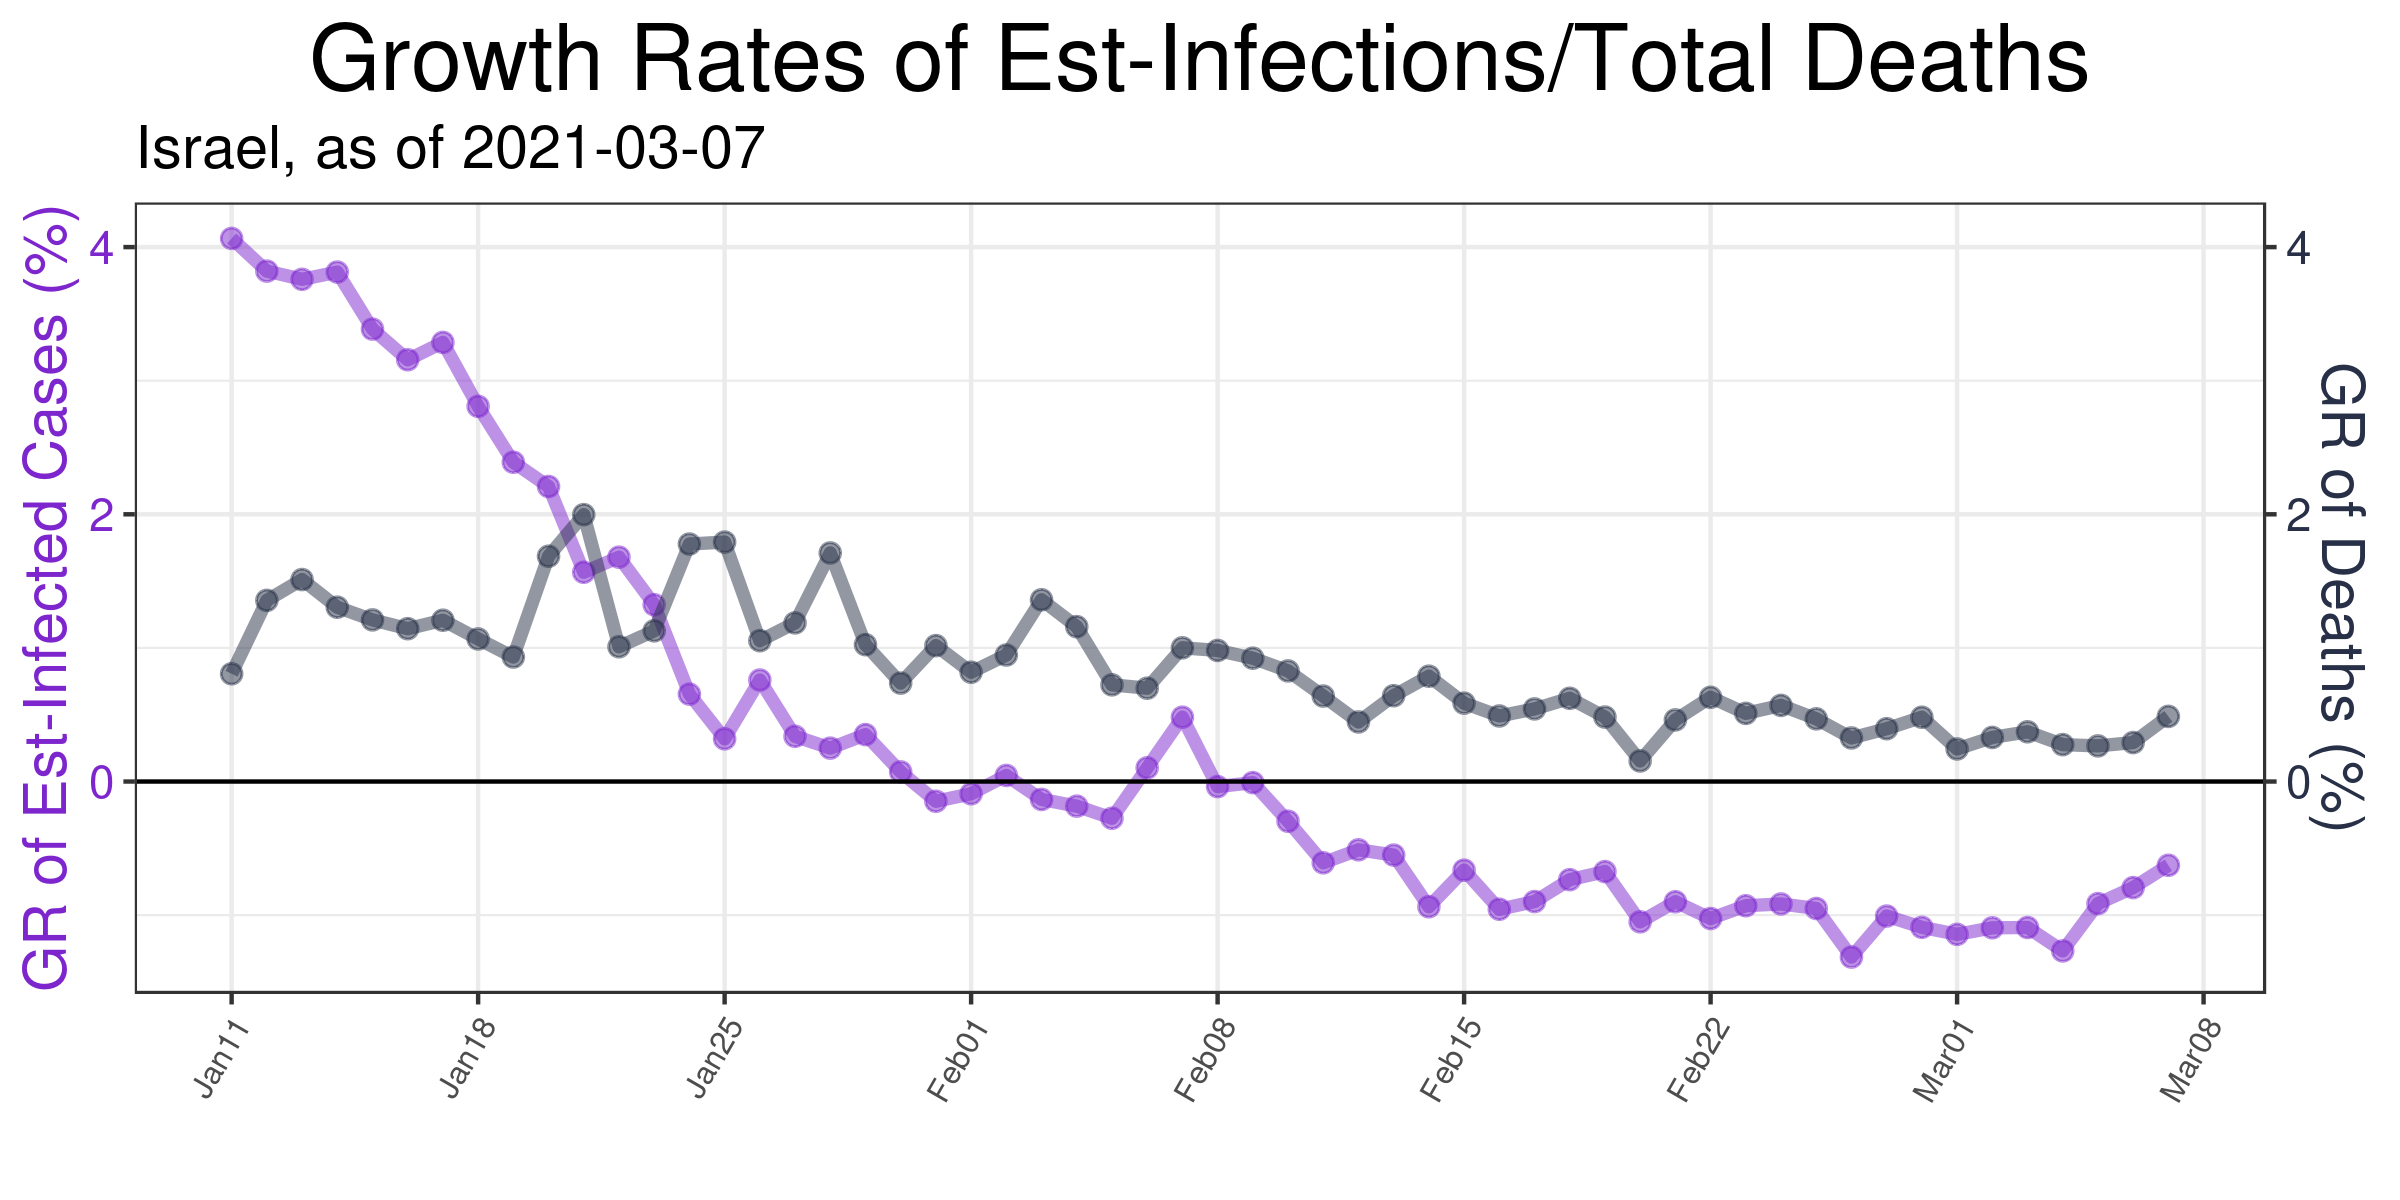 Growth Rates of Est-Infections/Total Deaths
Israel, as of 2021-03-07
GR of Est-Infected Cases (%)
4
2
0
4
2
0
GR of Deaths (%)
Jan11
Jan18
Jan25
Feb01
Feb08
Feb15
Feb22
Mar01
Mar08